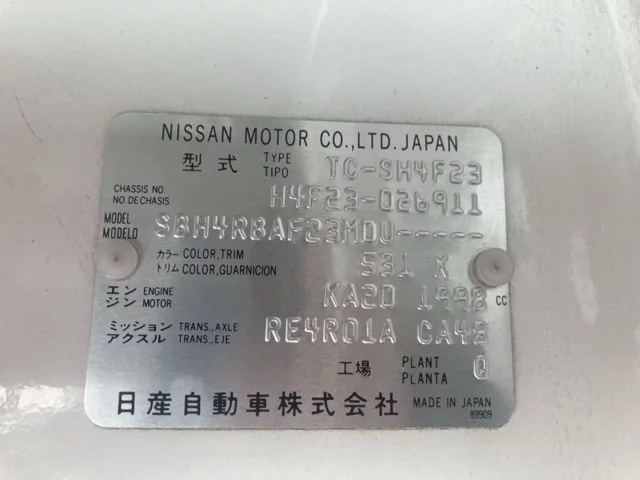 NISSAN MOTOR CO.,LTD. JAPAN
型式 TYPE TIPO TC-SH4F23
CHASSIS NO. NO. DE CHASIS H4F23-026911
MODEL MODELO SBH4R8AF23MDU-----
カラー COLOR, TRIM トリム COLOR, GUARNICION 531 K
エンジン ENGINE MOTOR KA20 1998 cc
ミッション TRANS., AXLE アクスル TRANS., EJE RE4R01A CA48
工場 PLANT PLANTA Q
日産自動車株式会社 MADE IN JAPAN
89909